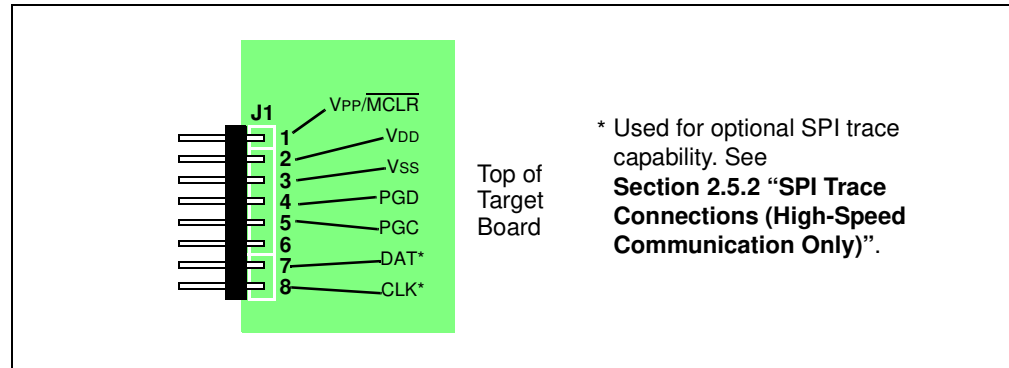 J1
1 VPP/MCLR
2 VDD
3 VSS
4 PGD
5 PGC
6
7 DAT*
8 CLK*
Top of
Target
Board
* Used for optional SPI trace
capability. See
Section 2.5.2 “SPI Trace
Connections (High-Speed
Communication Only)”.